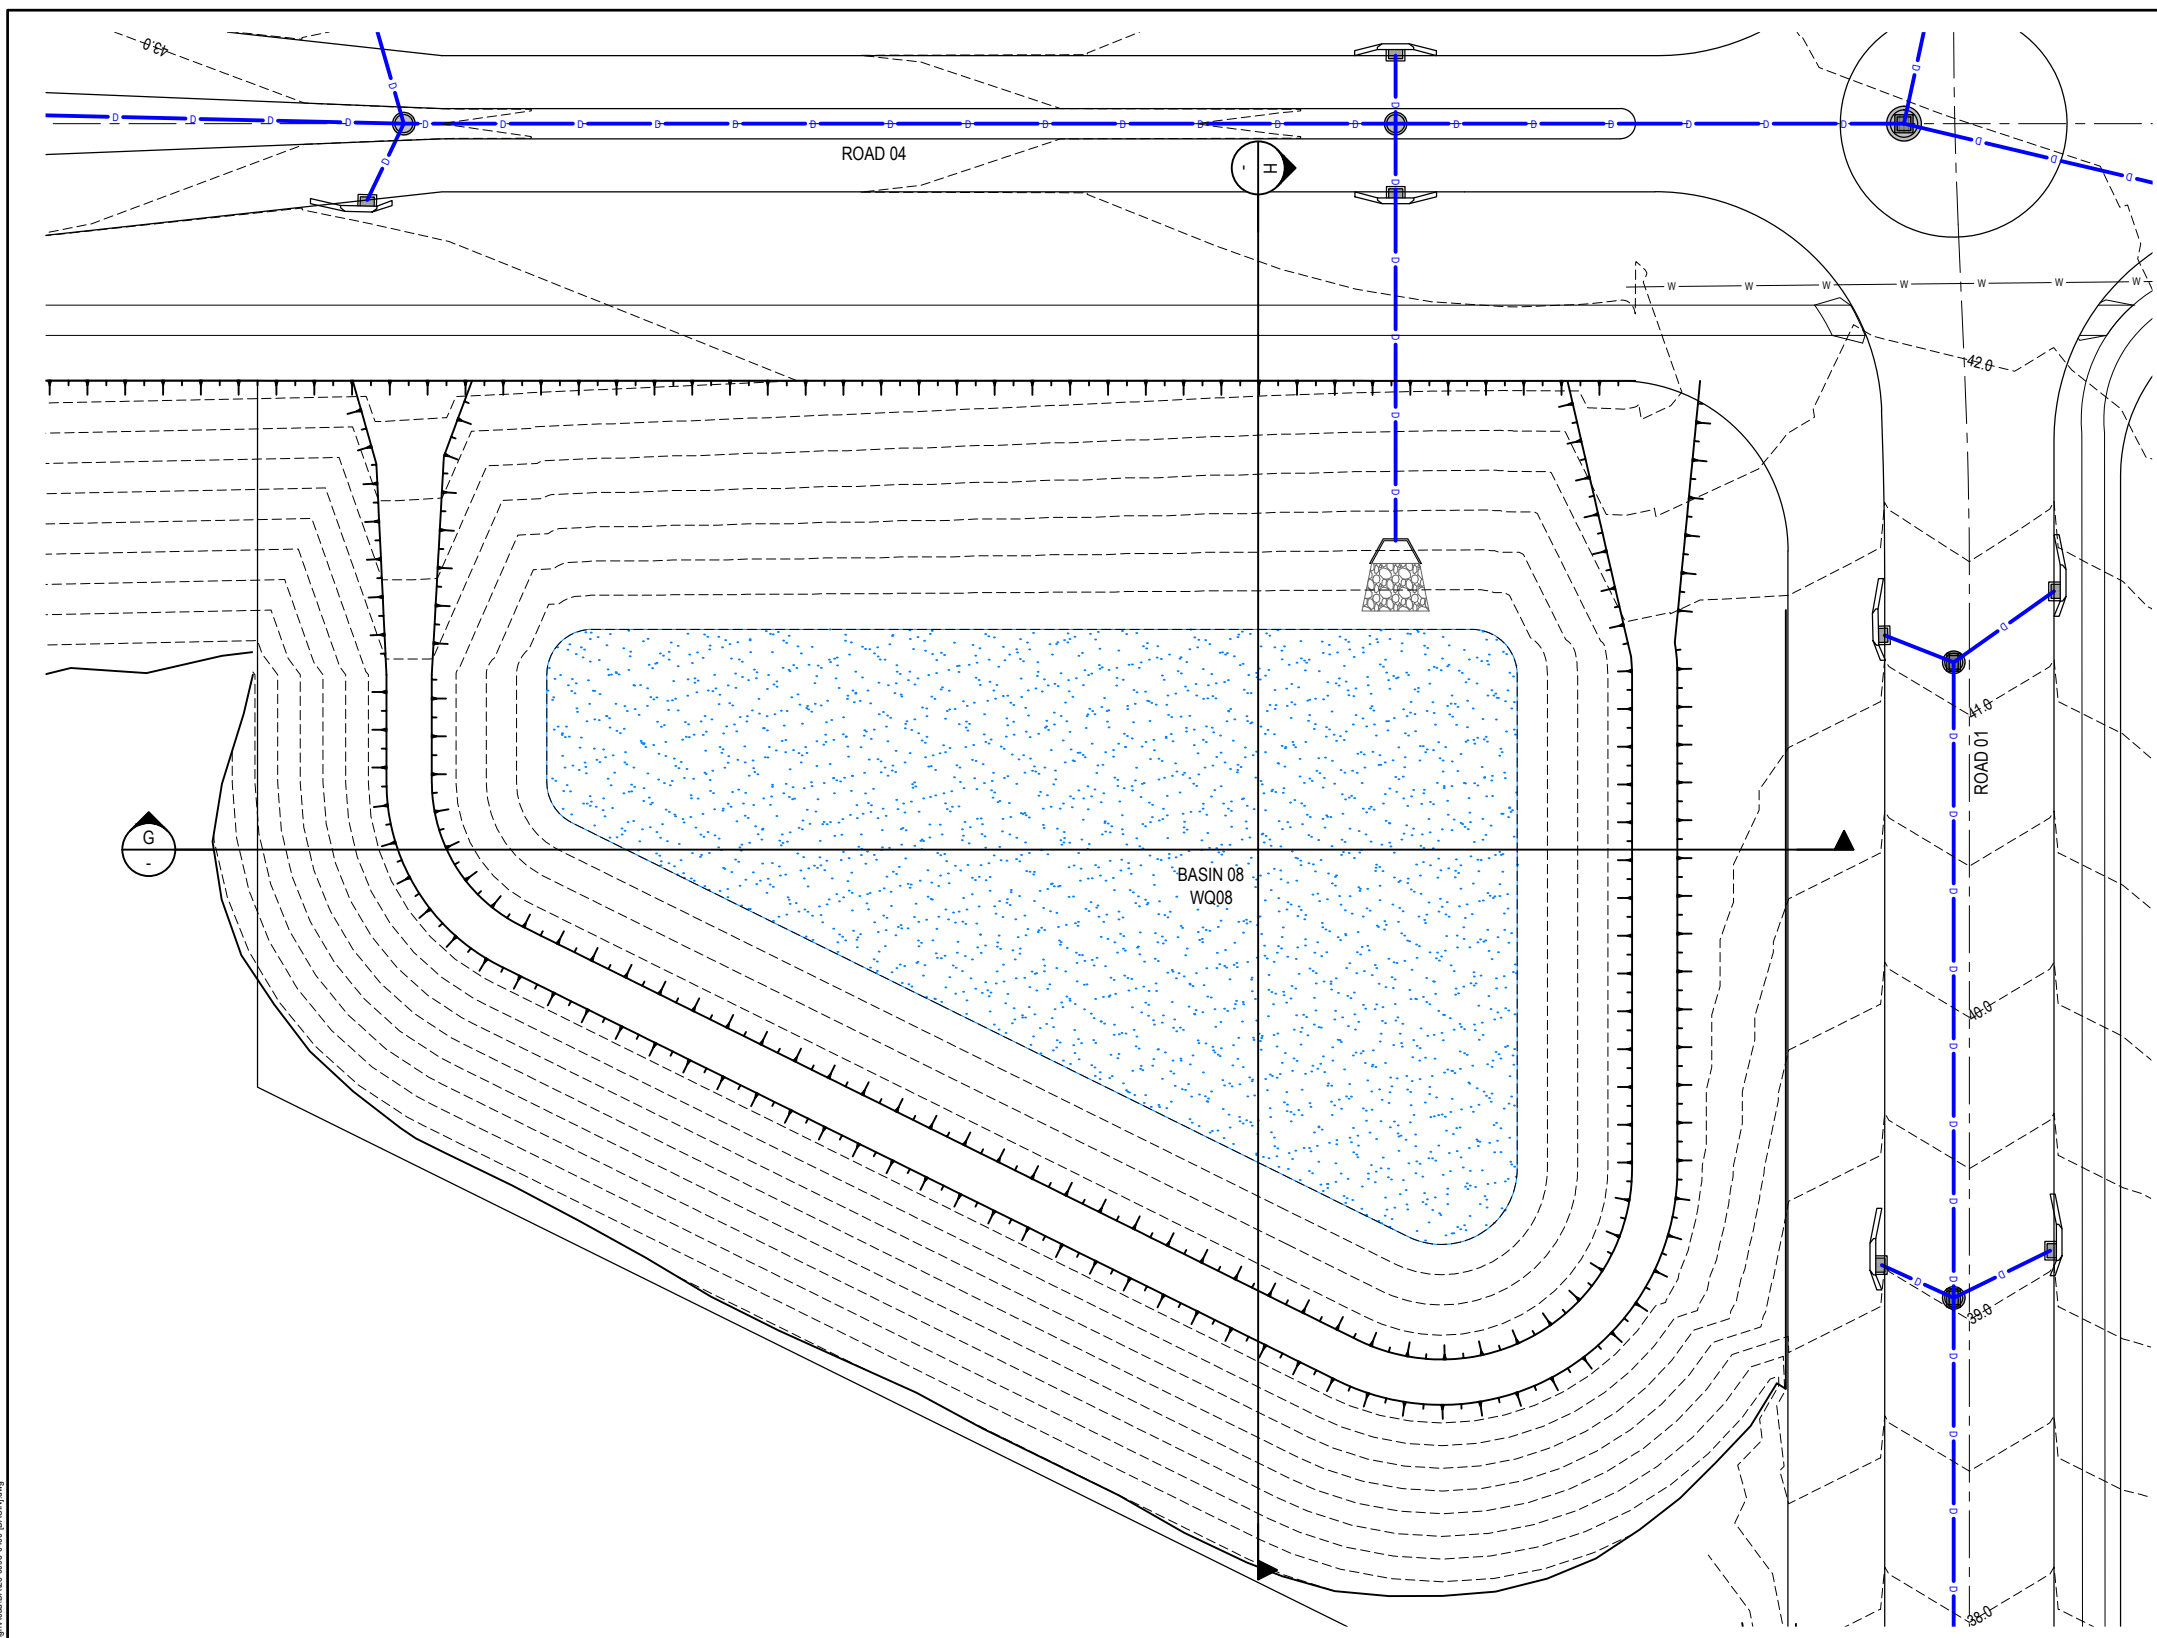 43.0
ROAD 04
-
H
42.0
41.0
ROAD 01
G
-
BASIN 08
WQ08
40.0
39.0
38.0
D D D D D D D D D D D D D D D D D D D D D D
W W W W W W W